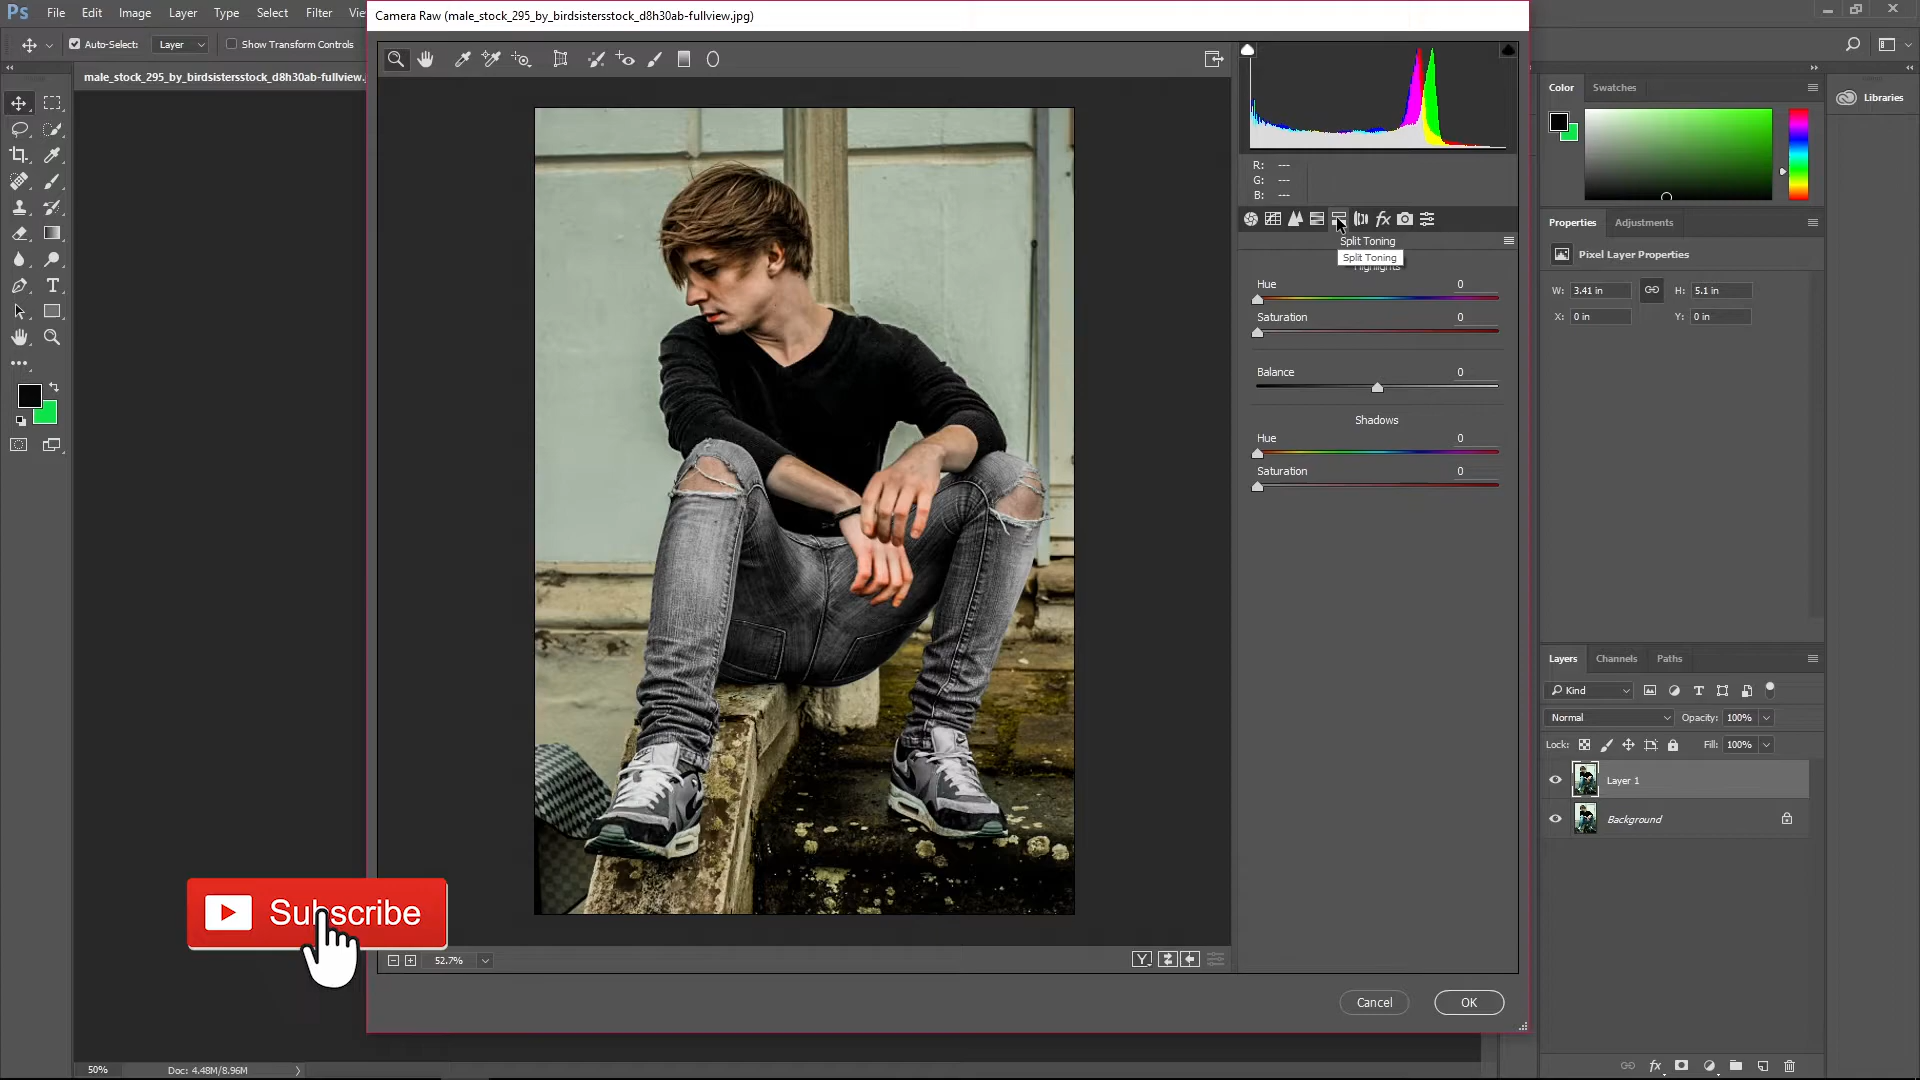 Ps File Edit Image Layer Type Select Filter
Camera Raw (male_stock_295_by_birdsistersstock_d8h30ab-fullview.jpg)
Auto-Select: Layer Show Transform Controls
male_stock_295_by_birdsistersstock_d8h30ab-fullview.
Color Swatches
Libraries
R: ---
G: ---
B: ---
fx
Split Toning
Split Toning
Highlights
Hue 0
Saturation 0
Balance 0
Shadows
Hue 0
Saturation 0
Properties Adjustments
Pixel Layer Properties
W: 3.41 in H: 5.1 in
X: 0 in Y: 0 in
Layers Channels Paths
Kind
Normal Opacity: 100%
Lock: Fill: 100%
Layer 1
Background
Subscribe
52.7%
Y
Cancel OK
50% Doc: 4.48M/8.96M
fx